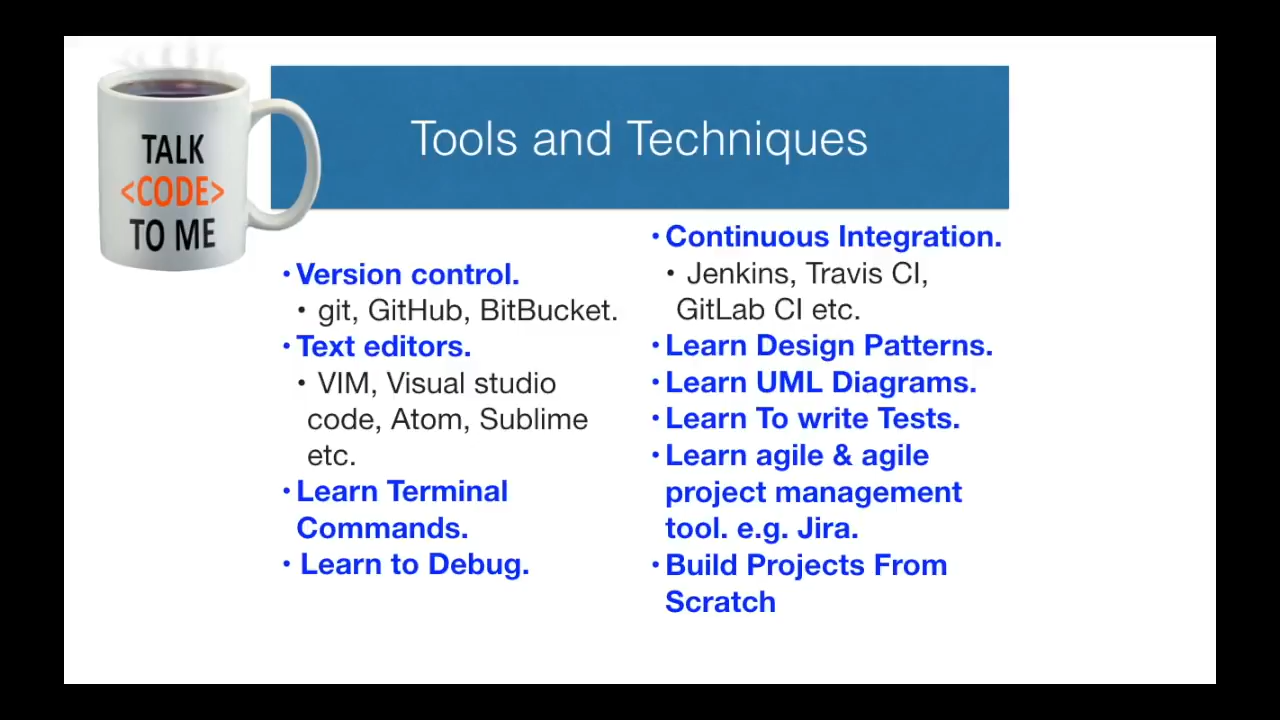 TALK
<CODE>
TO ME
Tools and Techniques
• Version control.
• git, GitHub, BitBucket.
• Text editors.
• VIM, Visual studio
code, Atom, Sublime
etc.
• Learn Terminal
Commands.
• Learn to Debug.
• Continuous Integration.
• Jenkins, Travis CI,
GitLab CI etc.
• Learn Design Patterns.
• Learn UML Diagrams.
• Learn To write Tests.
• Learn agile & agile
project management
tool. e.g. Jira.
• Build Projects From
Scratch